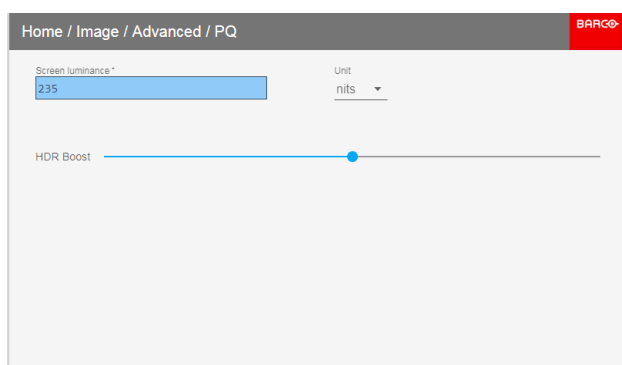 Home / Image / Advanced / PQ
BARCO
Screen luminance *
Unit
235
nits
HDR Boost